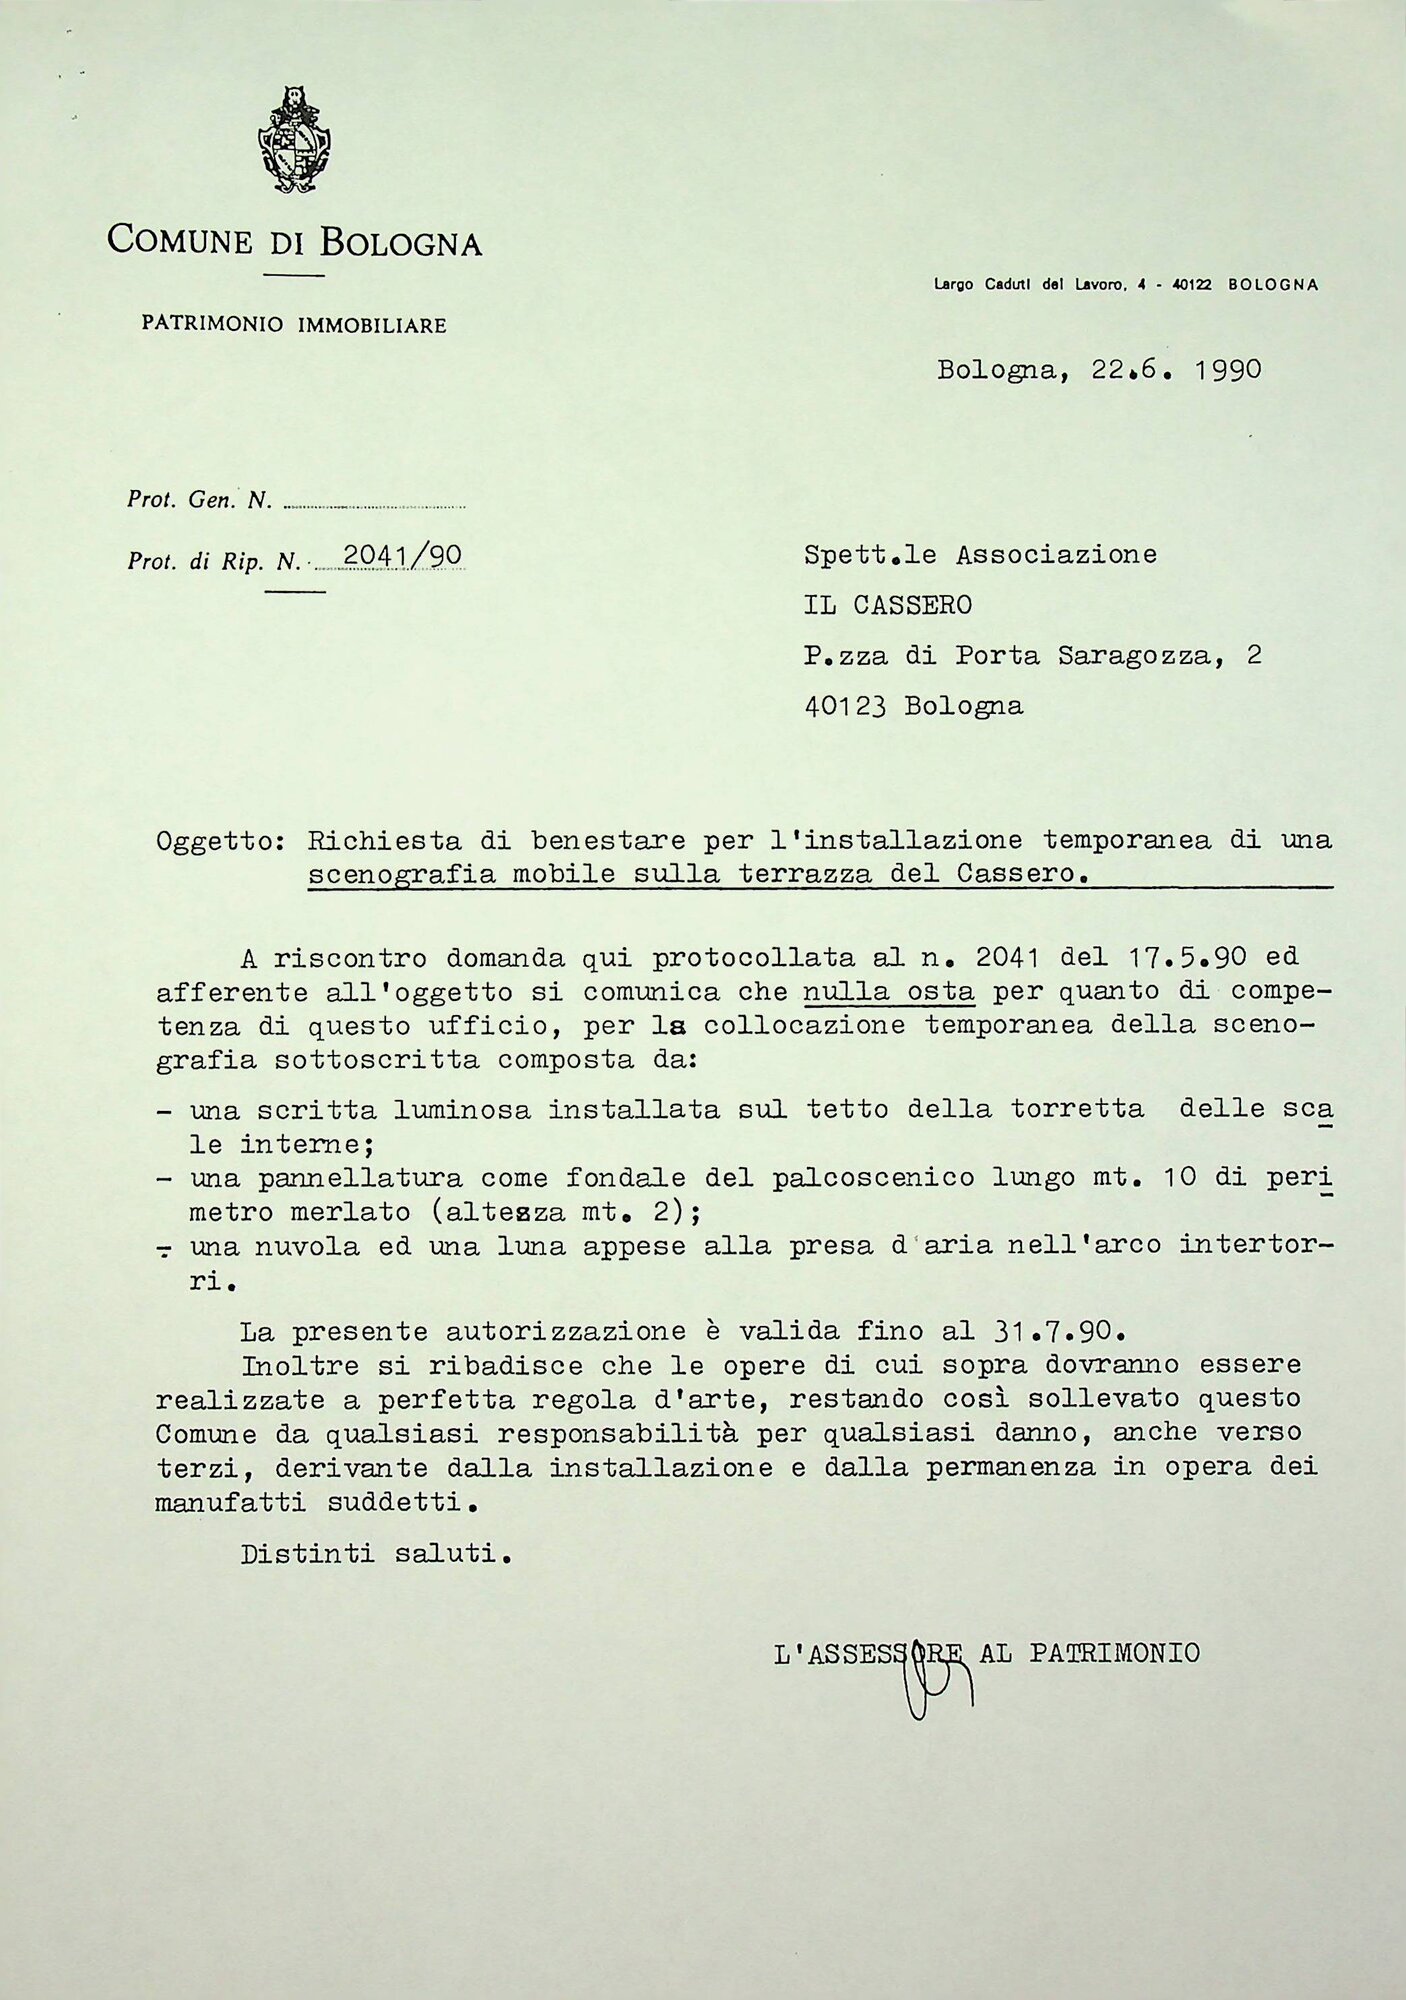 COMUNE DI BOLOGNA
PATRIMONIO IMMOBILIARE
Largo Caduti del Lavoro, 4 - 40122 BOLOGNA
Bologna, 22.6. 1990
Prot. Gen. N.
Prot. di Rip. N. 2041/90
Spett.le Associazione
IL CASSERO
P.zza di Porta Saragozza, 2
40123 Bologna
Oggetto: Richiesta di benestare per l'installazione temporanea di una
scenografia mobile sulla terrazza del Cassero.
A riscontro domanda qui protocollata al n. 2041 del 17.5.90 ed
afferente all'oggetto si comunica che nulla osta per quanto di compe-
tenza di questo ufficio, per la collocazione temporanea della sceno-
grafia sottoscritta composta da:
- una scritta luminosa installata sul tetto della torretta delle sca
le interne;
- una pannellatura come fondale del palcoscenico lungo mt. 10 di peri
metro merlato (altezza mt. 2);
- una nuvola ed una luna appese alla presa d'aria nell'arco intertor-
ri.
La presente autorizzazione è valida fino al 31.7.90.
Inoltre si ribadisce che le opere di cui sopra dovranno essere
realizzate a perfetta regola d'arte, restando così sollevato questo
Comune da qualsiasi responsabilità per qualsiasi danno, anche verso
terzi, derivante dalla installazione e dalla permanenza in opera dei
manufatti suddetti.
Distinti saluti.
L'ASSESSORE AL PATRIMONIO